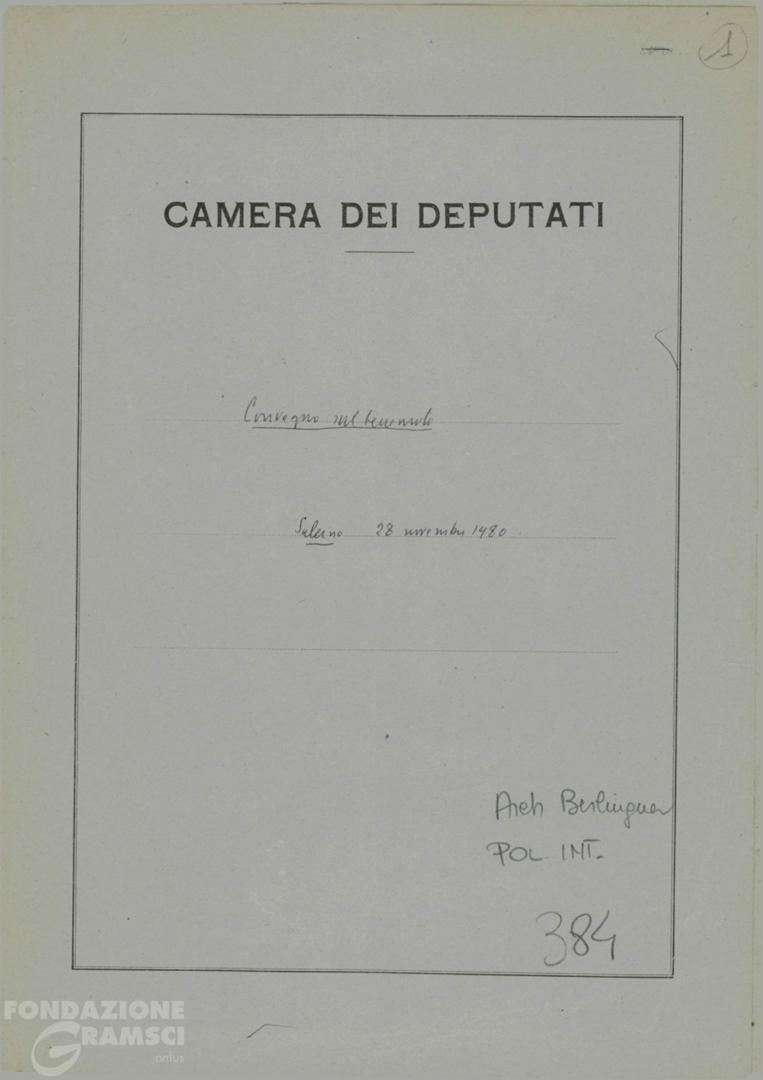 1
CAMERA DEI DEPUTATI
Convegno sul terremoto
Salerno 28 novembre 1980.
Arch Berlinguer
POL. INT.
384
FONDAZIONE
GRAMSCI
onlus